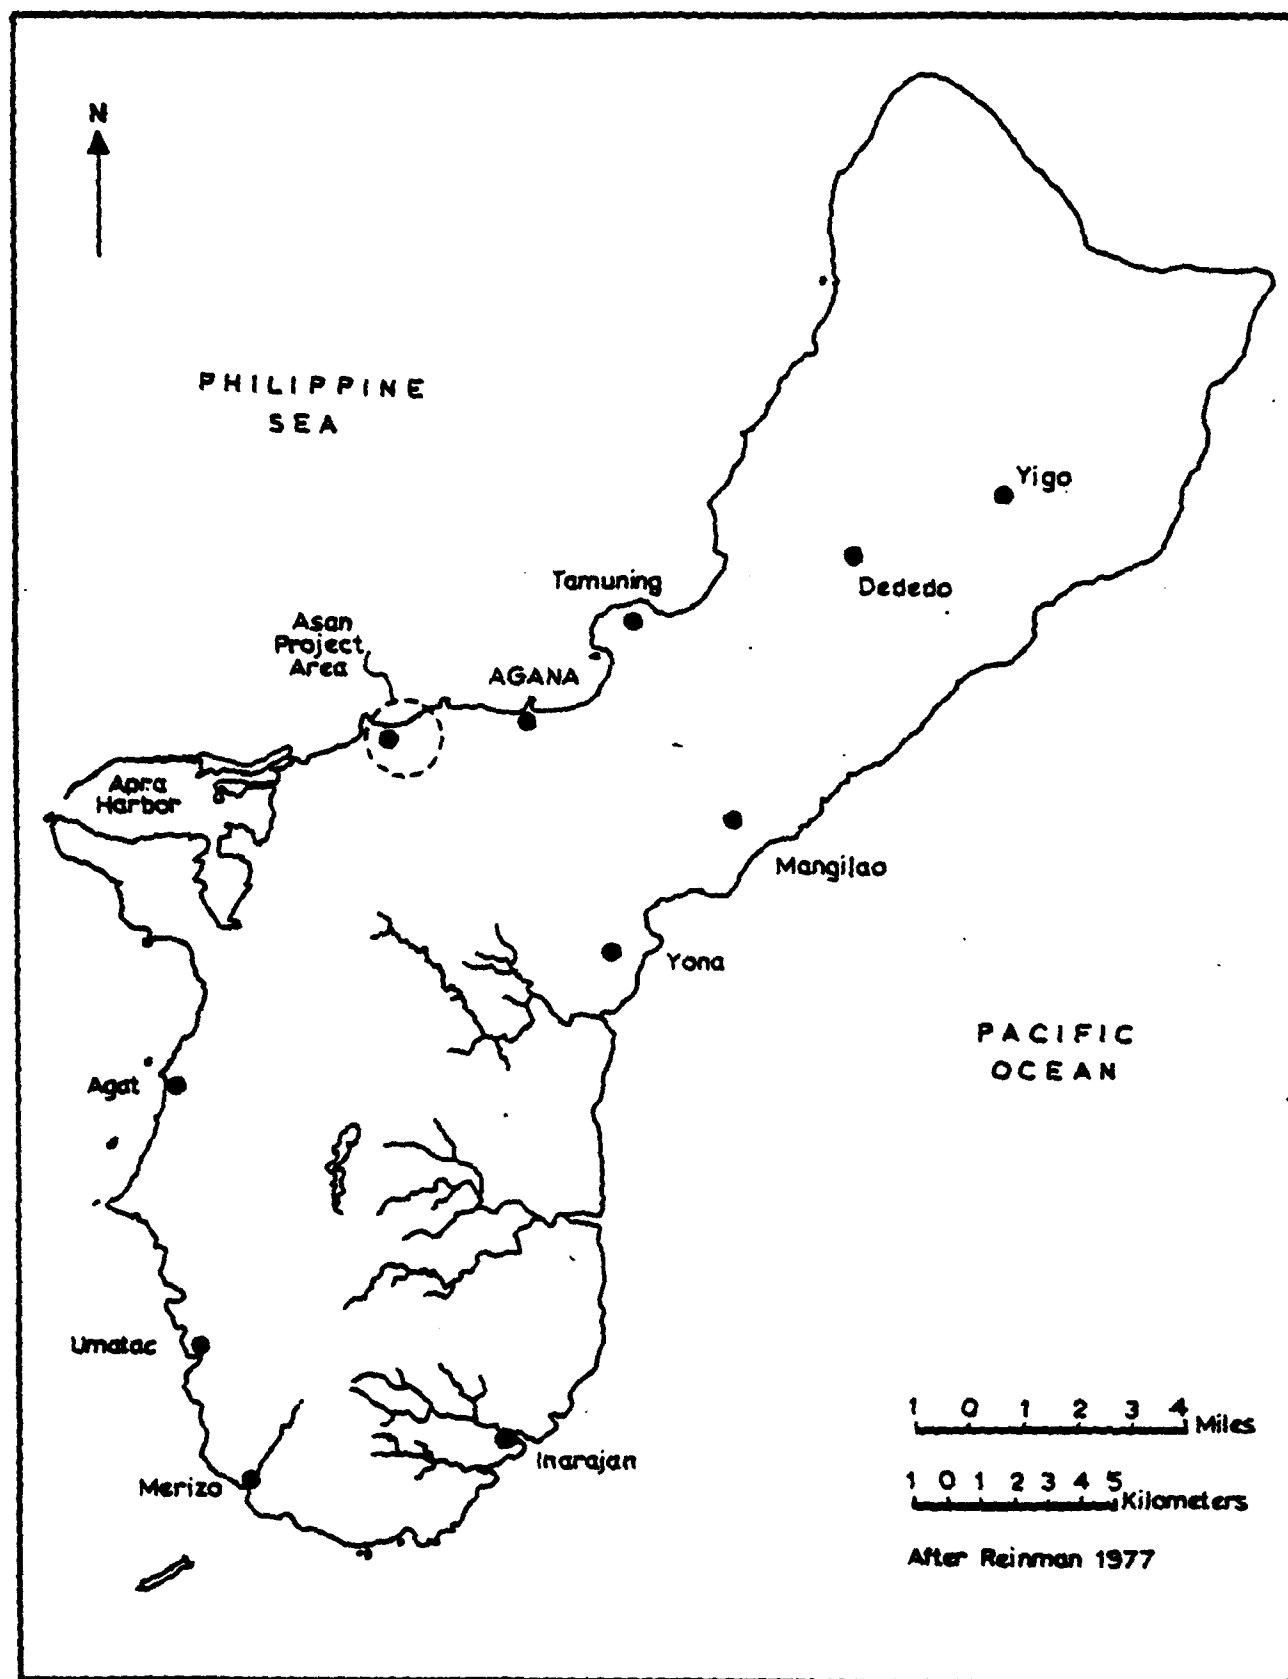 N
PHILIPPINE
SEA
Yigo
Dededo
Tamuning
Asan
Project
Area
AGANA
Apra
Harbor
Mangilao
Yona
PACIFIC
OCEAN
Agat
Umatac
Inarajan
Merizo
1 0 1 2 3 4 Miles
1 0 1 2 3 4 5 Kilometers
After Reinman 1977